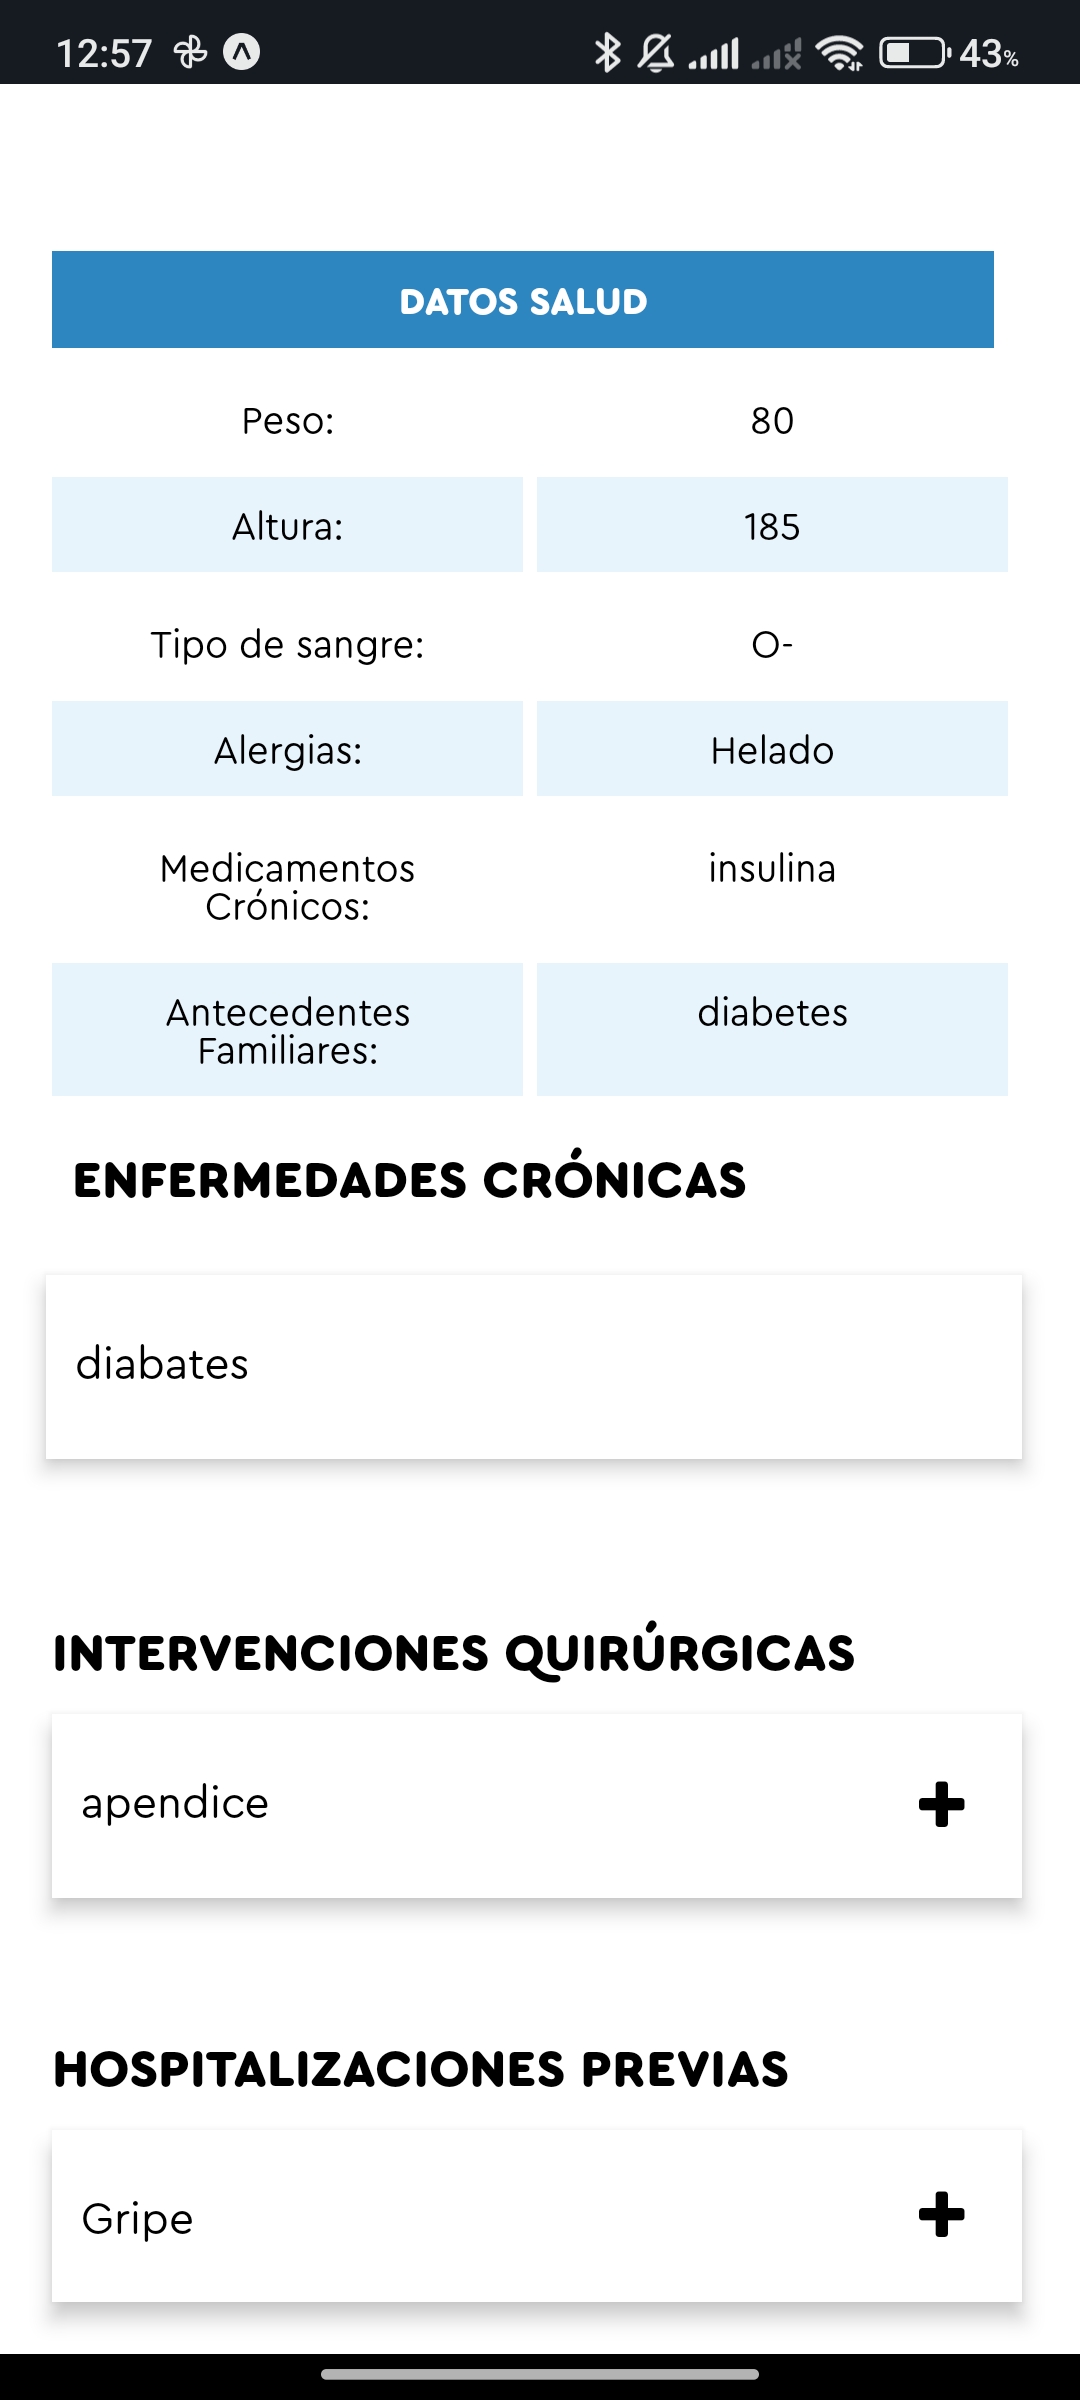 12:57 43%
DATOS SALUD
Peso: 80
Altura: 185
Tipo de sangre: O-
Alergias: Helado
Medicamentos insulina
Crónicos:
Antecedentes diabetes
Familiares:
ENFERMEDADES CRÓNICAS
diabates
INTERVENCIONES QUIRÚRGICAS
apendice
HOSPITALIZACIONES PREVIAS
Gripe